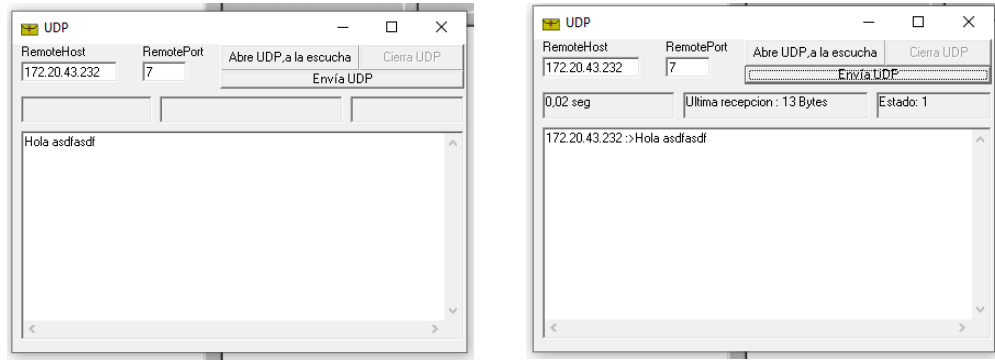 UDP
RemoteHost
RemotePort
172.20.43.232
7
Abre UDP,a la escucha
Cierra UDP
Envía UDP
Hola asdfasdf
UDP
RemoteHost
RemotePort
172.20.43.232
7
Abre UDP,a la escucha
Cierra UDP
Envía UDP
0,02 seg
Ultima recepcion : 13 Bytes
Estado: 1
172.20.43.232 :>Hola asdfasdf